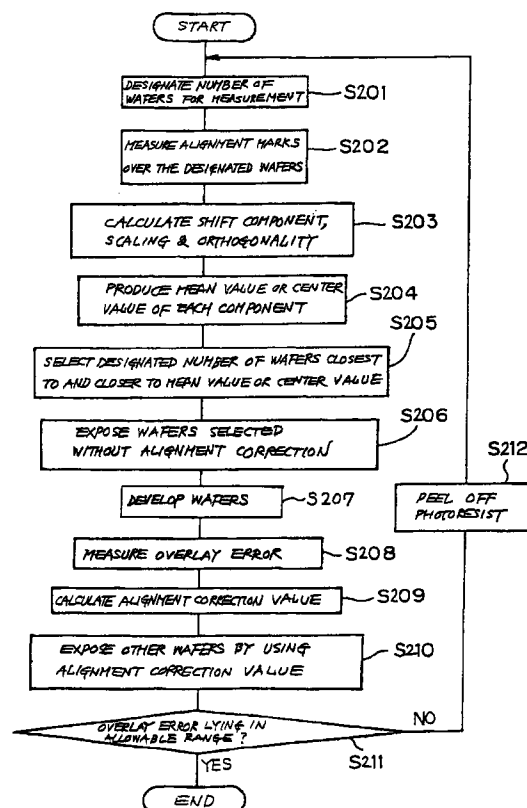 START
DESIGNATE NUMBER OF
WAFERS FOR MEASUREMENT
S201
MEASURE ALIGNMENT MARKS
OVER THE DESIGNATED WAFERS
S202
CALCULATE SHIFT COMPONENT,
SCALING & ORTHOGONALITY
S203
PRODUCE MEAN VALUE OR CENTER
VALUE OF EACH COMPONENT
S204
S205
SELECT DESIGNATED NUMBER OF WAFERS CLOSEST
TO AND CLOSER TO MEAN VALUE OR CENTER VALUE
EXPOSE WAFERS SELECTED
WITHOUT ALIGNMENT CORRECTION
S206
S212
PEEL OFF
PHOTORESIST
DEVELOP WAFERS
S207
MEASURE OVERLAY ERROR
S208
CALCULATE ALIGNMENT CORRECTION VALUE
S209
EXPOSE OTHER WAFERS BY USING
ALIGNMENT CORRECTION VALUE
S210
OVERLAY ERROR LYING IN
ALLOWABLE RANGE?
NO
S211
YES
END